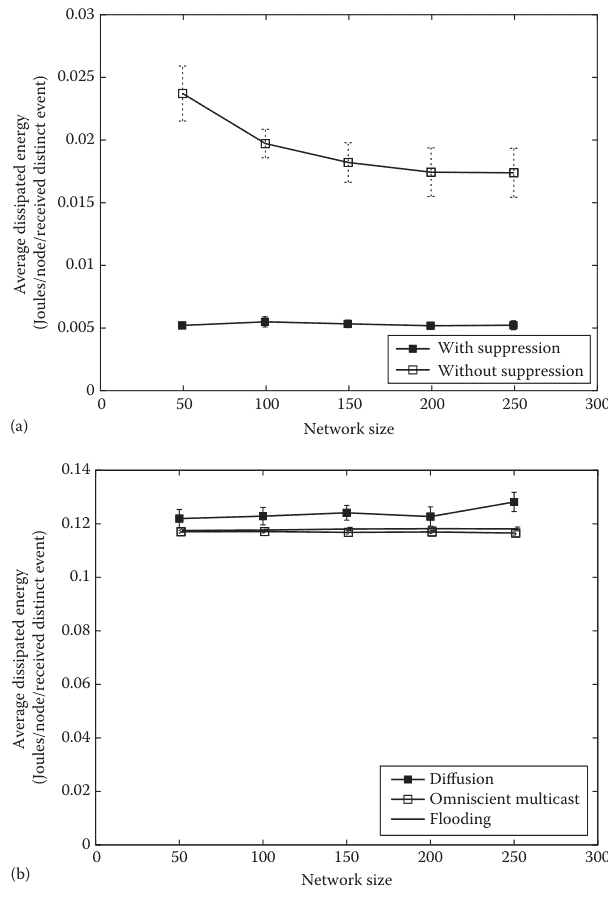 0.03
0.025
0.02
0.015
0.01
0.005
0
Average dissipated energy
(Joules/node/received distinct event)
With suppression
Without suppression
0 50 100 150 200 250 300
Network size
(a)
0.14
0.12
0.1
0.08
0.06
0.04
0.02
0
Average dissipated energy
(Joules/node/received distinct event)
Diffusion
Omniscient multicast
Flooding
0 50 100 150 200 250 300
Network size
(b)